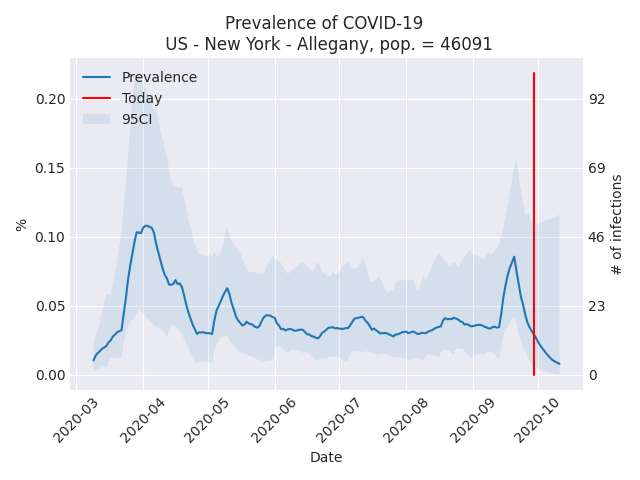 Prevalence of COVID-19
US - New York - Allegany, pop. = 46091
Prevalence
Today
95CI
%
0.20
0.15
0.10
0.05
0.00
92
69
46
23
0
# of infections
2020-03
2020-04
2020-05
2020-06
2020-07
2020-08
2020-09
2020-10
Date